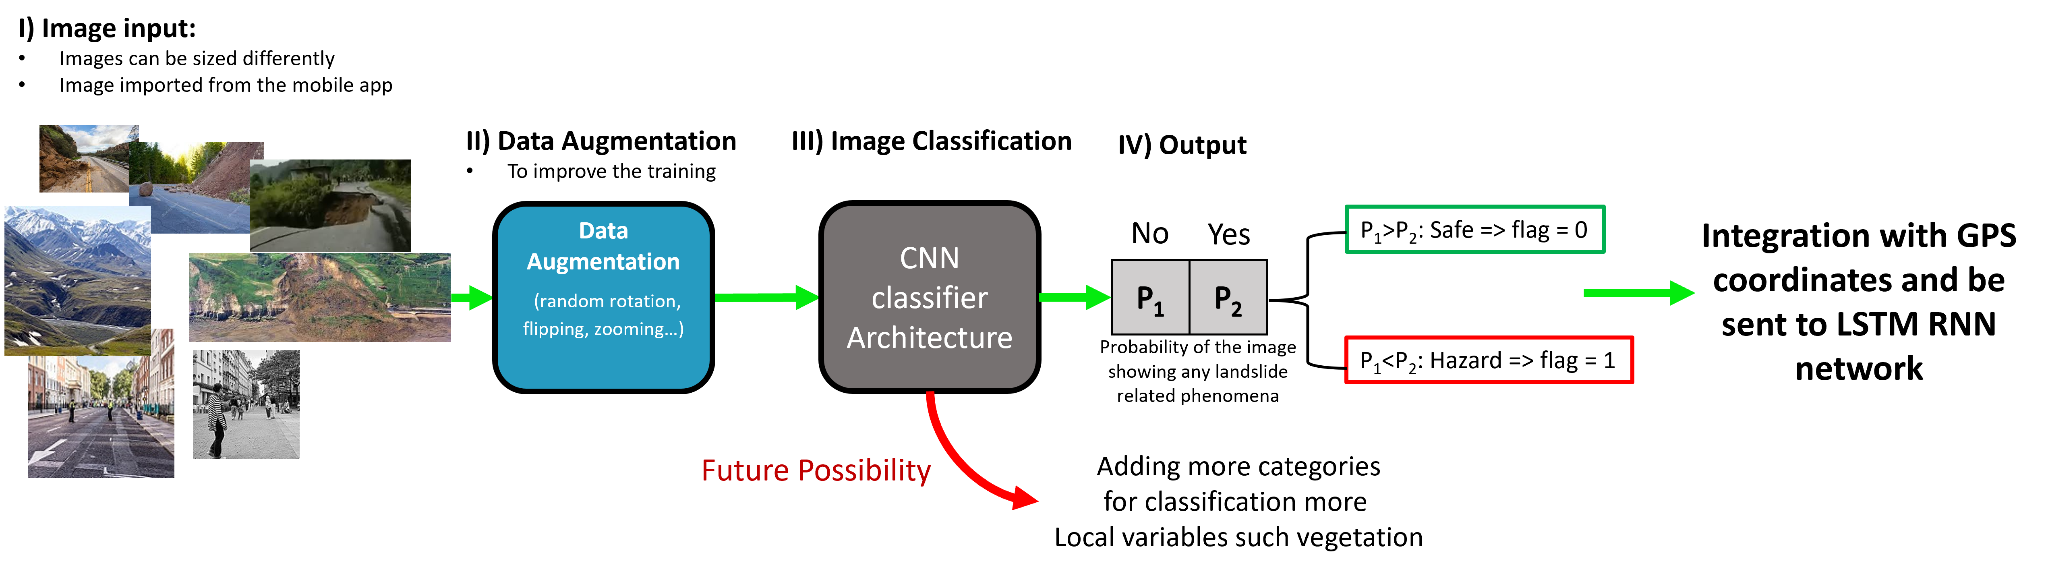 I) Image input:
• Images can be sized differently
• Image imported from the mobile app
II) Data Augmentation
• To improve the training
Data
Augmentation
(random rotation,
flipping, zooming...)
III) Image Classification
CNN
classifier
Architecture
IV) Output
No Yes
P₁ P₂
Probability of the image
showing any landslide
related phenomena
P₁>P₂: Safe => flag = 0
P₁<P₂: Hazard => flag = 1
Integration with GPS
coordinates and be
sent to LSTM RNN
network
Future Possibility
Adding more categories
for classification more
Local variables such vegetation